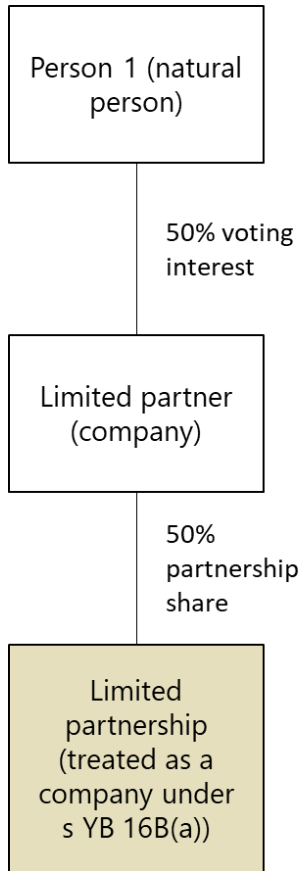 Person 1 (natural
person)
50% voting
interest
Limited partner
(company)
50%
partnership
share
Limited
partnership
(treated as a
company under
s YB 16B(a))